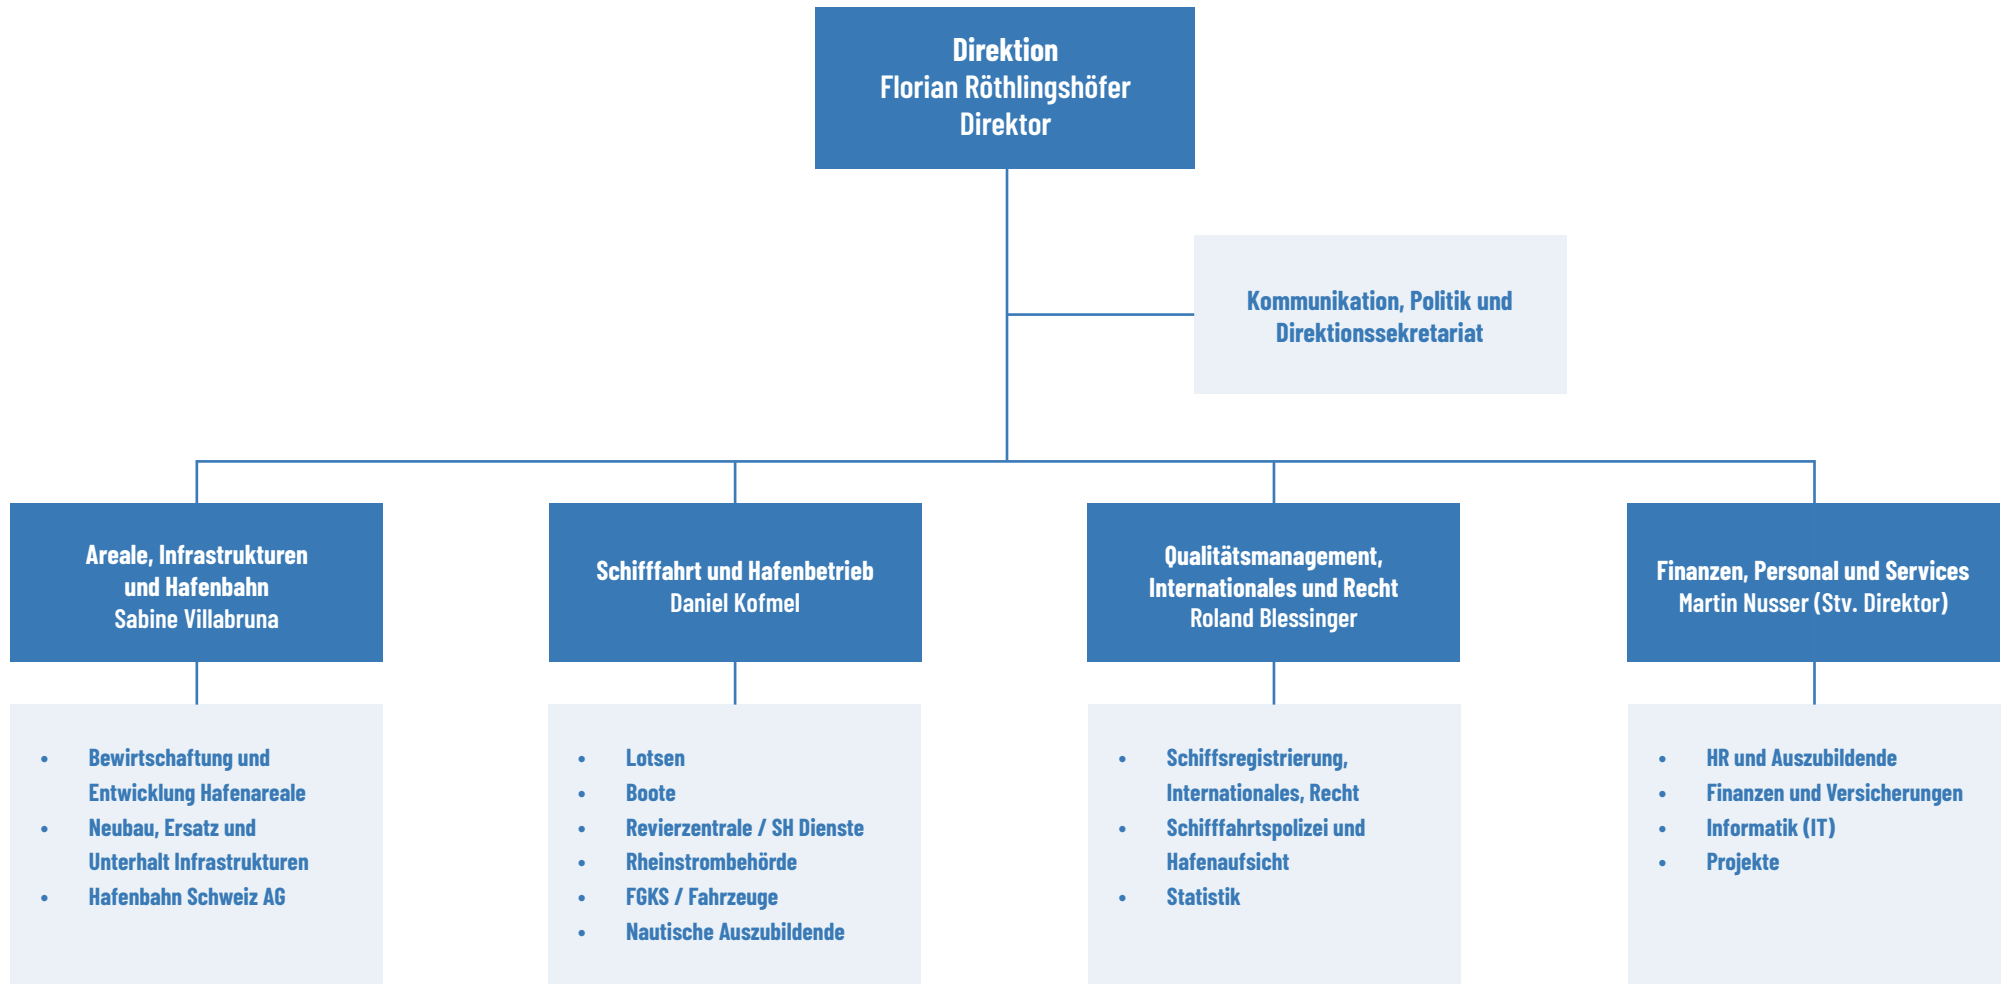 Direktion
Florian Röthlingshöfer
Direktor
Kommunikation, Politik und
Direktionssekretariat
Areale, Infrastrukturen
und Hafenbahn
Sabine Villabruna
Schifffahrt und Hafenbetrieb
Daniel Kofmel
Qualitätsmanagement,
Internationales und Recht
Roland Blessinger
Finanzen, Personal und Services
Martin Nusser (Stv. Direktor)
• Bewirtschaftung und
Entwicklung Hafenareale
• Neubau, Ersatz und
Unterhalt Infrastrukturen
• Hafenbahn Schweiz AG
• Lotsen
• Boote
• Revierzentrale / SH Dienste
• Rheinstrombehörde
• FGKS / Fahrzeuge
• Nautische Auszubildende
• Schiffsregistrierung,
Internationales, Recht
• Schifffahrtspolizei und
Hafenaufsicht
• Statistik
• HR und Auszubildende
• Finanzen und Versicherungen
• Informatik (IT)
• Projekte